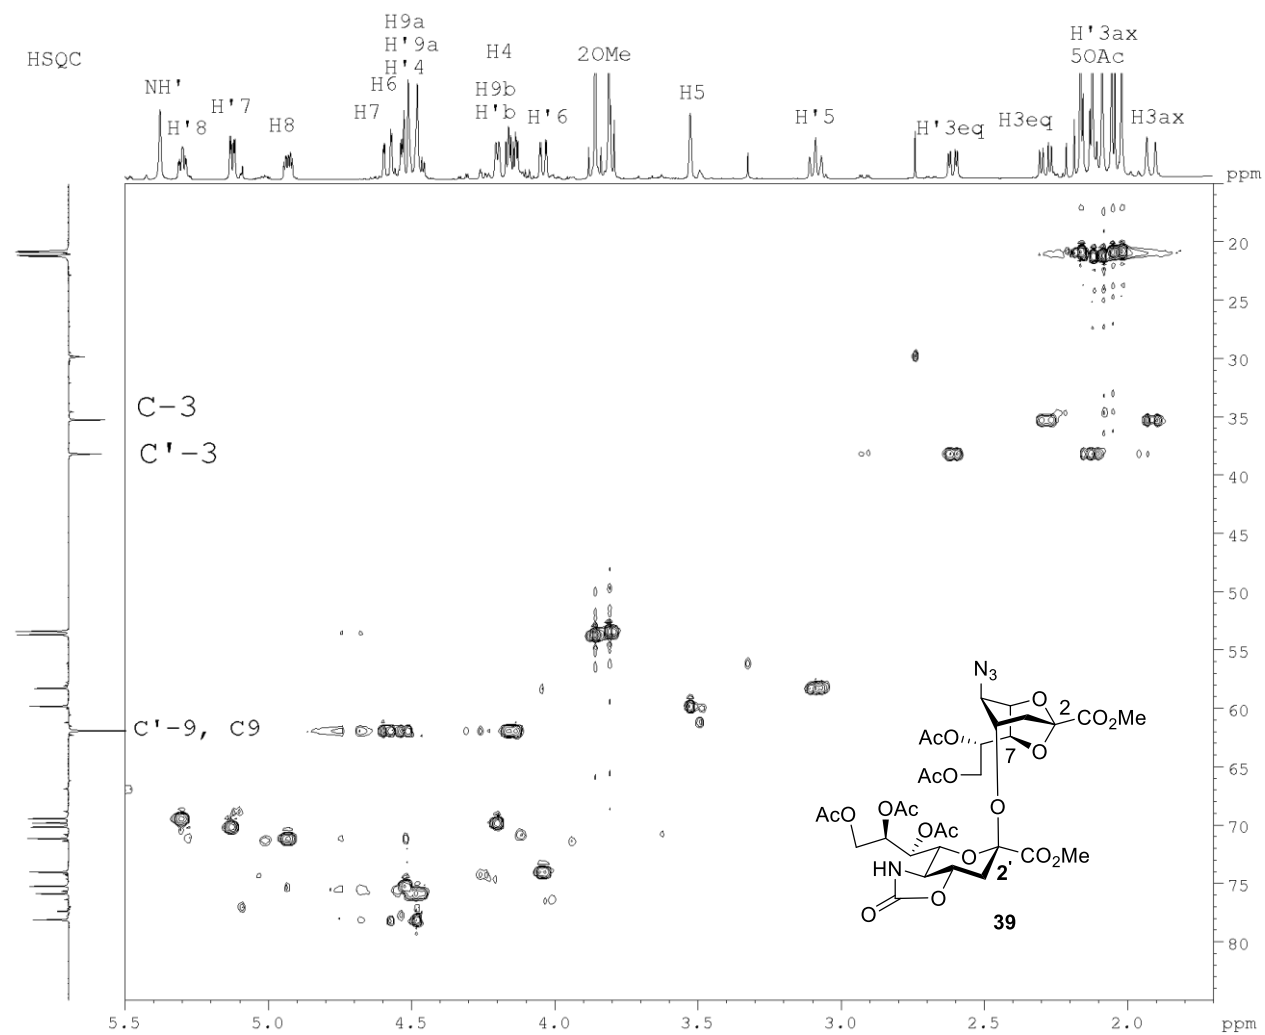 HSQC
NH'
H'8
H'7
H8
H7
H6
H9a
H'9a
H'4
H4
H9b
H'b
H'6
2OMe
H5
H'5
H'3eq
H3eq
H'3ax
5OAc
H3ax
ppm
20
25
30
35
40
45
50
55
60
65
70
75
80
C-3
C'-3
C'-9, C9
N3
O
2
CO2Me
AcO
7
O
AcO
O
AcO
OAc
OAc
O
CO2Me
HN
2'
O
O
39
5.5 5.0 4.5 4.0 3.5 3.0 2.5 2.0 ppm